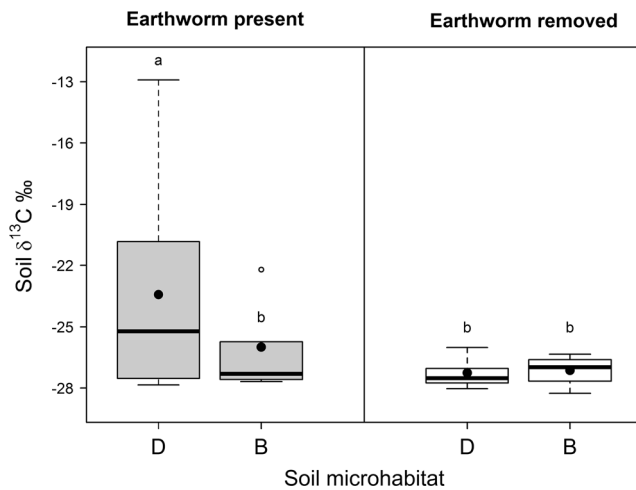 Earthworm present
Earthworm removed
Soil δ¹³C ‰
-13
-16
-19
-22
-25
-28
a
b
b
b
D
B
D
B
Soil microhabitat